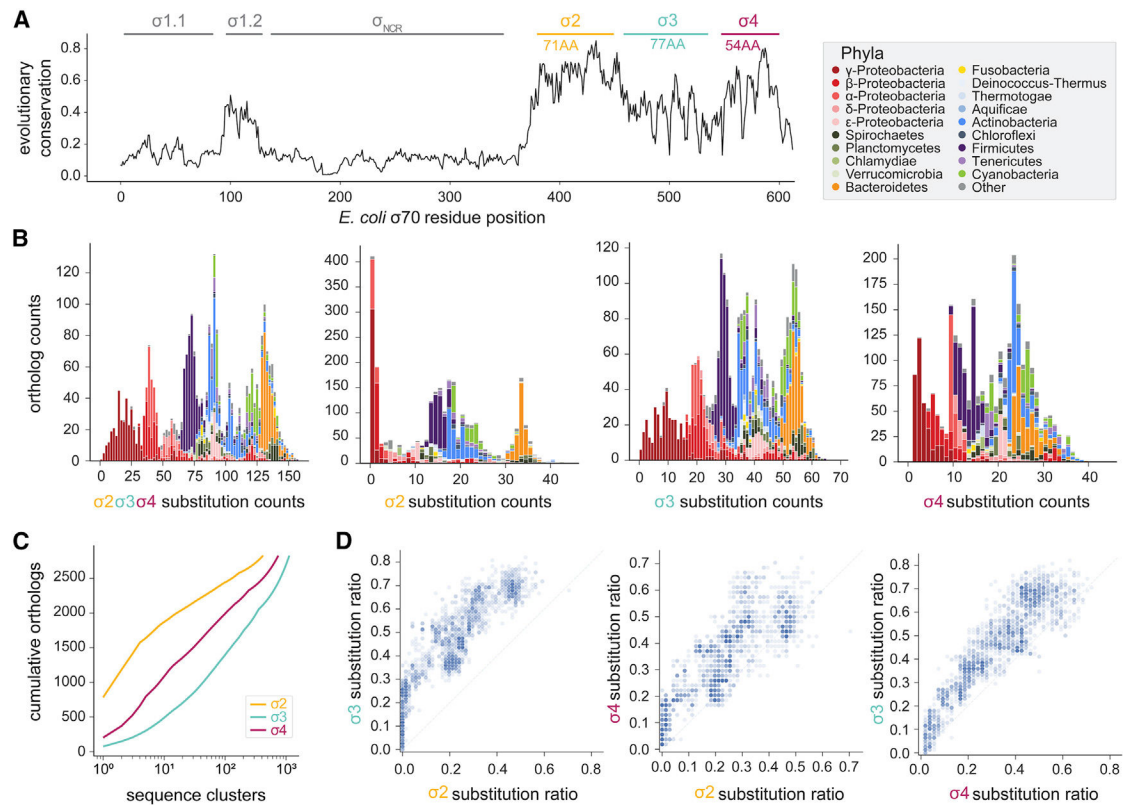 A
σ1.1
σ1.2
σNCR
σ2
σ3
σ4
71AA
77AA
54AA
evolutionary
conservation
0.8
0.6
0.4
0.2
0.0
0
100
200
300
400
500
600
E. coli σ70 residue position
Phyla
γ-Proteobacteria
β-Proteobacteria
α-Proteobacteria
δ-Proteobacteria
ε-Proteobacteria
Spirochaetes
Planctomycetes
Chlamydiae
Verrucomicrobia
Bacteroidetes
Fusobacteria
Deinococcus-Thermus
Thermotogae
Aquificae
Actinobacteria
Chloroflexi
Firmicutes
Tenericutes
Cyanobacteria
Other
B
ortholog counts
120
100
80
60
40
20
0
0 25 50 75 100 125 150
σ2σ3σ4 substitution counts
400
350
300
250
200
150
100
50
0
0 10 20 30 40
σ2 substitution counts
120
100
80
60
40
20
0
0 10 20 30 40 50 60 70
σ3 substitution counts
200
175
150
125
100
75
50
25
0
0 10 20 30 40
σ4 substitution counts
C
cumulative orthologs
2500
2000
1500
1000
500
0
10⁰ 10¹ 10² 10³
sequence clusters
σ2
σ3
σ4
D
σ3 substitution ratio
0.8
0.7
0.6
0.5
0.4
0.3
0.2
0.1
0.0
0.0 0.2 0.4 0.6 0.8
σ2 substitution ratio
σ4 substitution ratio
0.7
0.6
0.5
0.4
0.3
0.2
0.1
0.0
0.0 0.1 0.2 0.3 0.4 0.5 0.6 0.7
σ2 substitution ratio
σ3 substitution ratio
0.8
0.7
0.6
0.5
0.4
0.3
0.2
0.1
0.0
0.0 0.2 0.4 0.6 0.8
σ4 substitution ratio